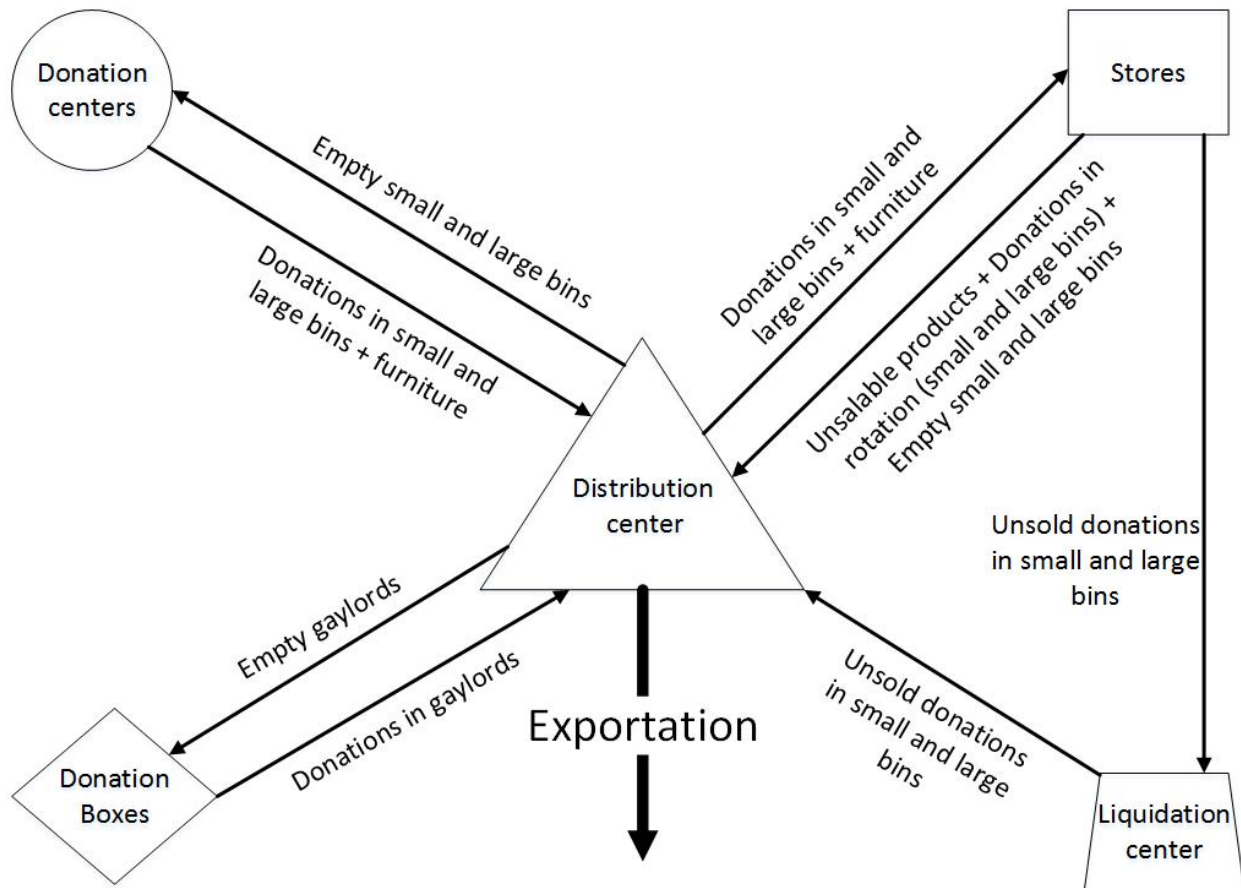 Donation
centers
Stores
Empty small and large bins
Donations in small and
large bins + furniture
Donations in small and
large bins + furniture
Unsalable products + Donations in
rotation (small and large bins) +
Empty small and large bins
Distribution
center
Unsold donations
in small and large
bins
Empty gaylords
Donations in gaylords
Unsold donations
in small and large
bins
Exportation
Donation
Boxes
Liquidation
center